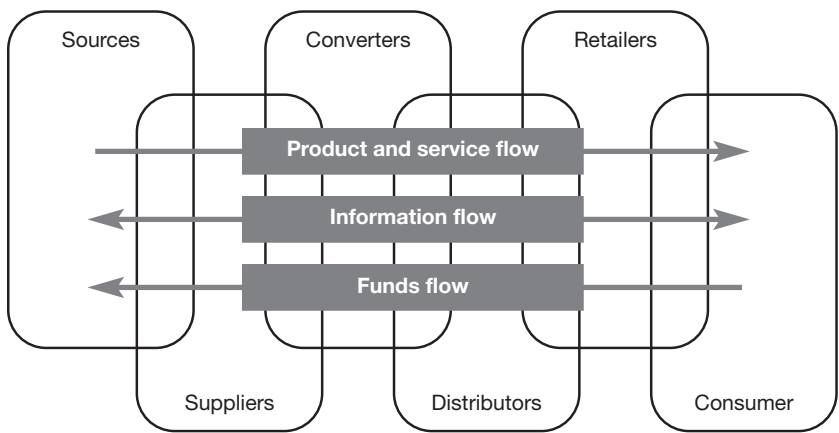 Sources
Converters
Retailers
Product and service flow
Information flow
Funds flow
Suppliers
Distributors
Consumer